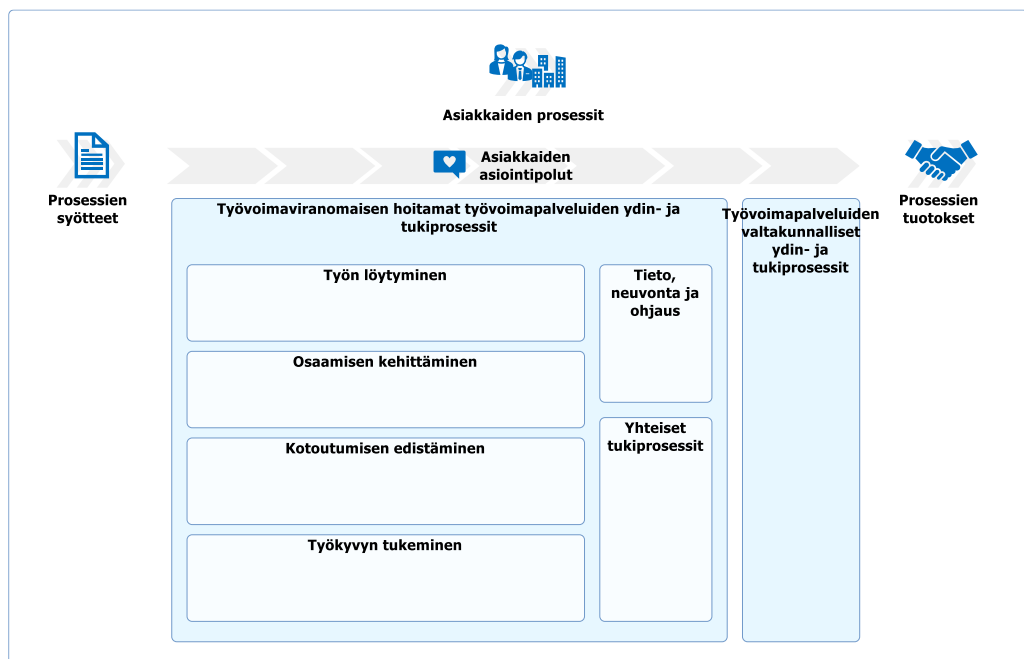 Asiakkaiden prosessit
Asiakkaiden
asiointipolut
Prosessien
syötteet
Prosessien
tuotokset
Työvoimaviranomaisen hoitamat työvoimapalveluiden ydin- ja
tukiprosessit
Työvoimapalveluiden
valtakunnalliset
ydin- ja
tukiprosessit
Työn löytyminen
Tieto,
neuvonta ja
ohjaus
Osaamisen kehittäminen
Kotoutumisen edistäminen
Yhteiset
tukiprosessit
Työkyvyn tukeminen